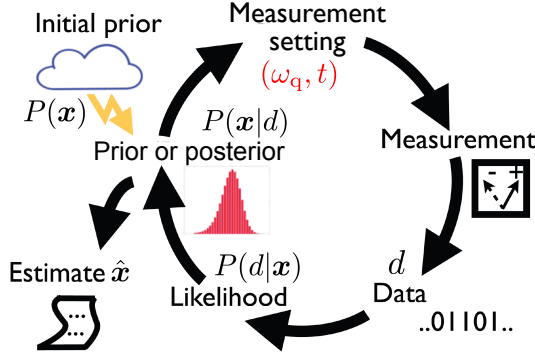 Initial prior
P(x)
Measurement
setting
(ω_q, t)
P(x|d)
Prior or posterior
Measurement
- +
Estimate x̂
...
...
P(d|x)
Likelihood
d
Data
..01101..